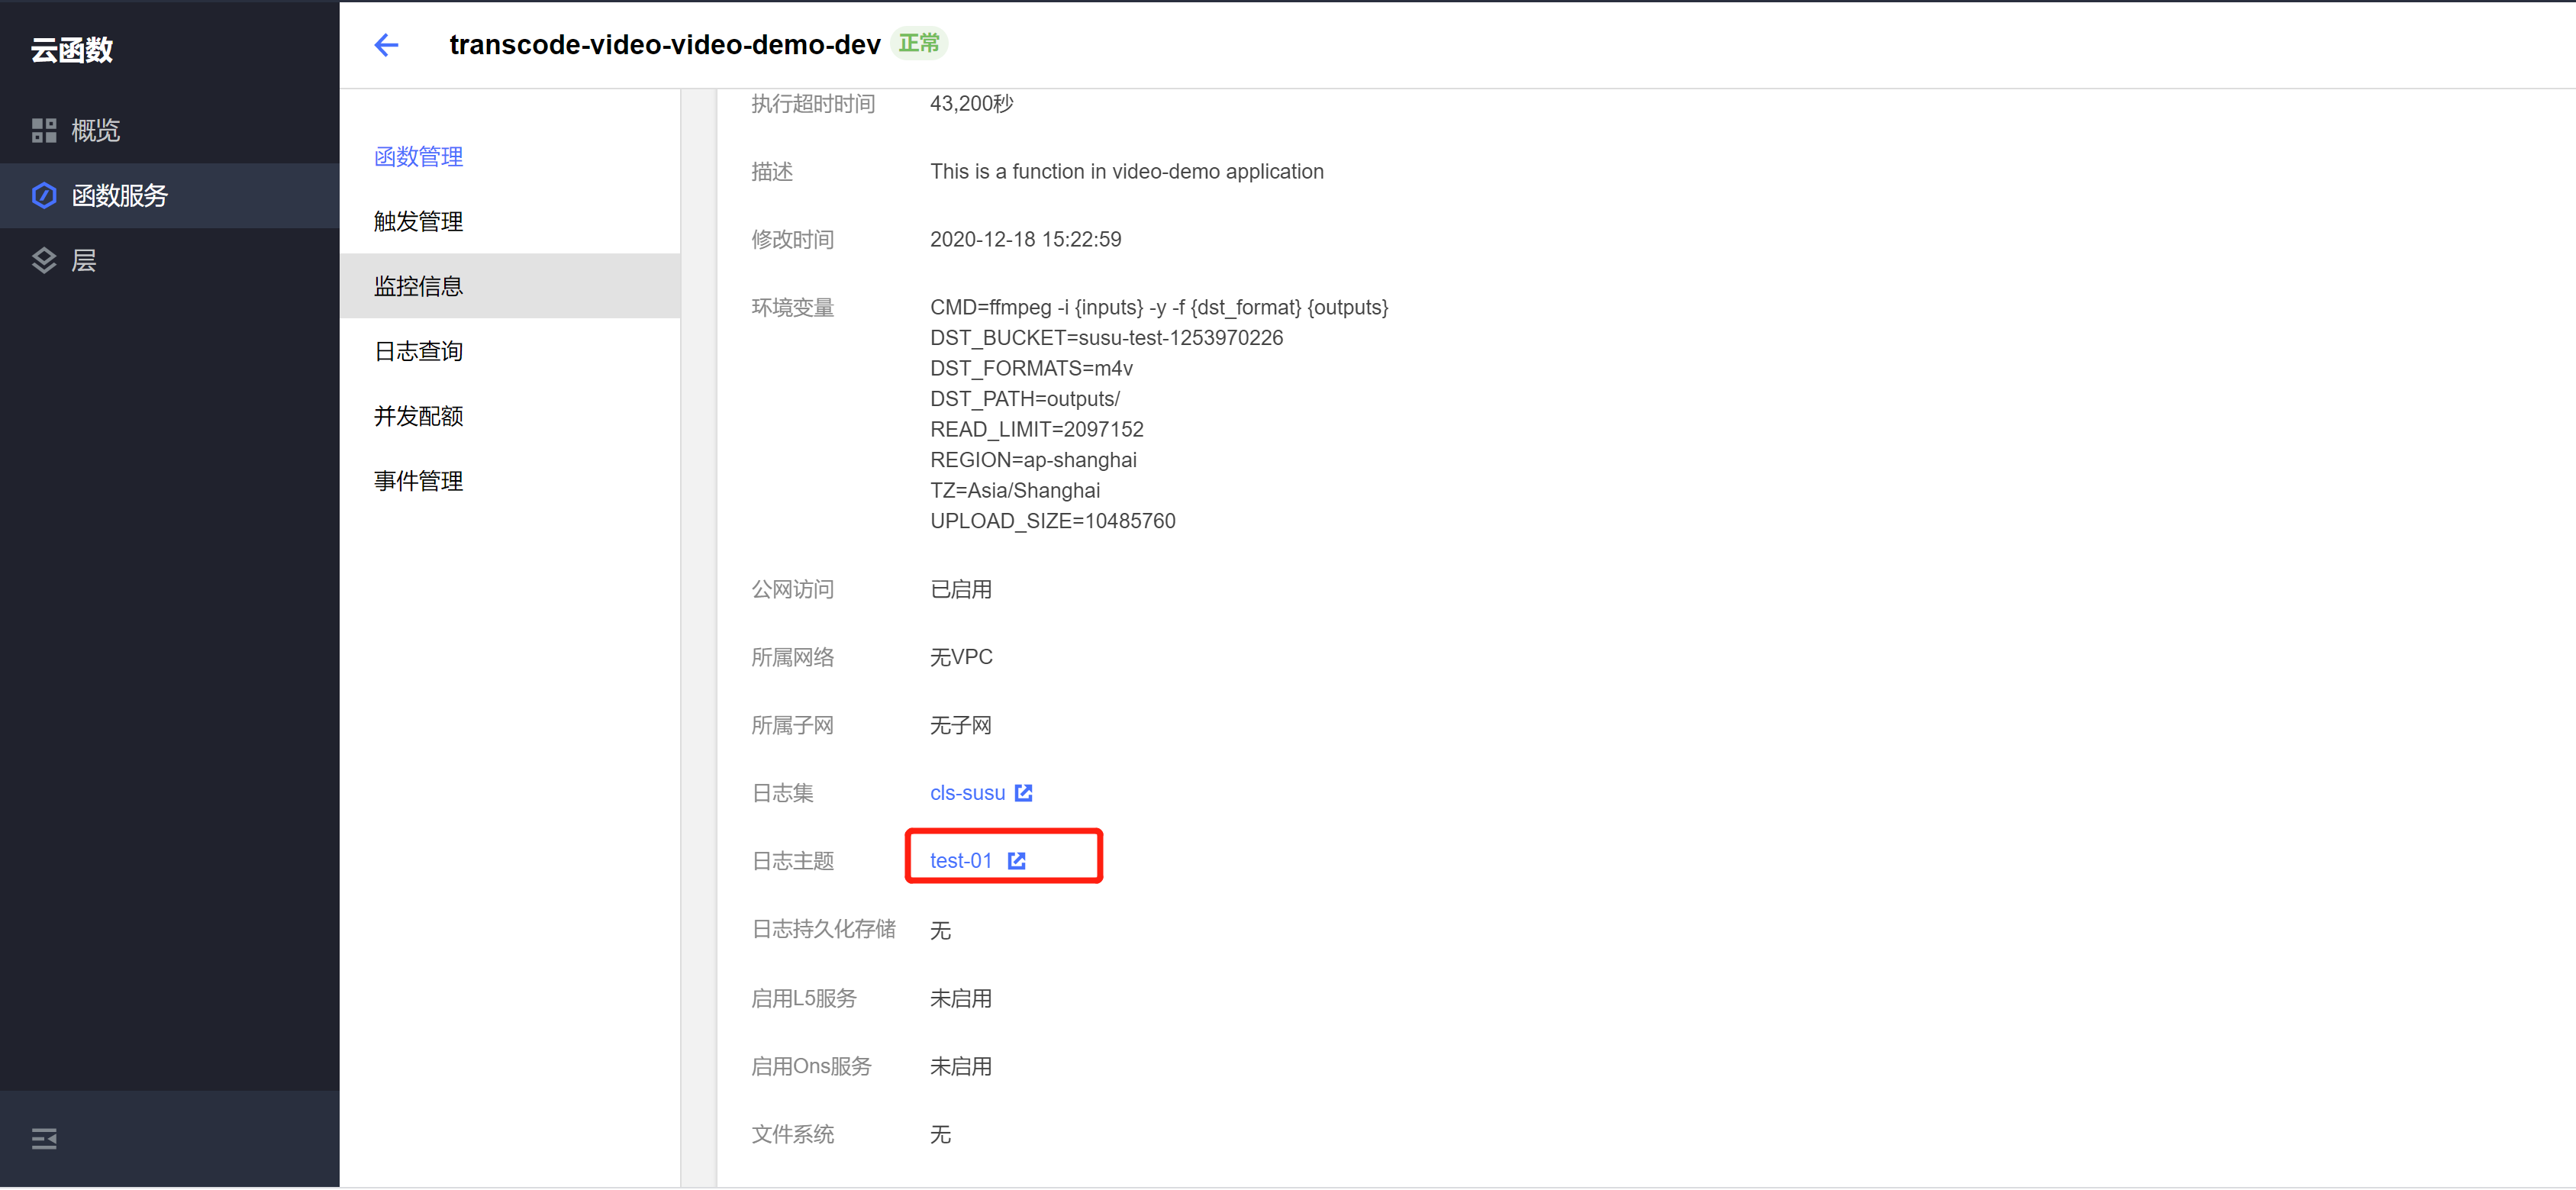 云函数
概览
函数服务
层
transcode-video-video-demo-dev 正常
函数管理
触发管理
监控信息
日志查询
并发配额
事件管理
执行超时时间 43,200秒
描述 This is a function in video-demo application
修改时间 2020-12-18 15:22:59
环境变量 CMD=ffmpeg -i {inputs} -y -f {dst_format} {outputs}
DST_BUCKET=susu-test-1253970226
DST_FORMATS=m4v
DST_PATH=outputs/
READ_LIMIT=2097152
REGION=ap-shanghai
TZ=Asia/Shanghai
UPLOAD_SIZE=10485760
公网访问 已启用
所属网络 无VPC
所属子网 无子网
日志集 cls-susu
日志主题 test-01
日志持久化存储 无
启用L5服务 未启用
启用Ons服务 未启用
文件系统 无